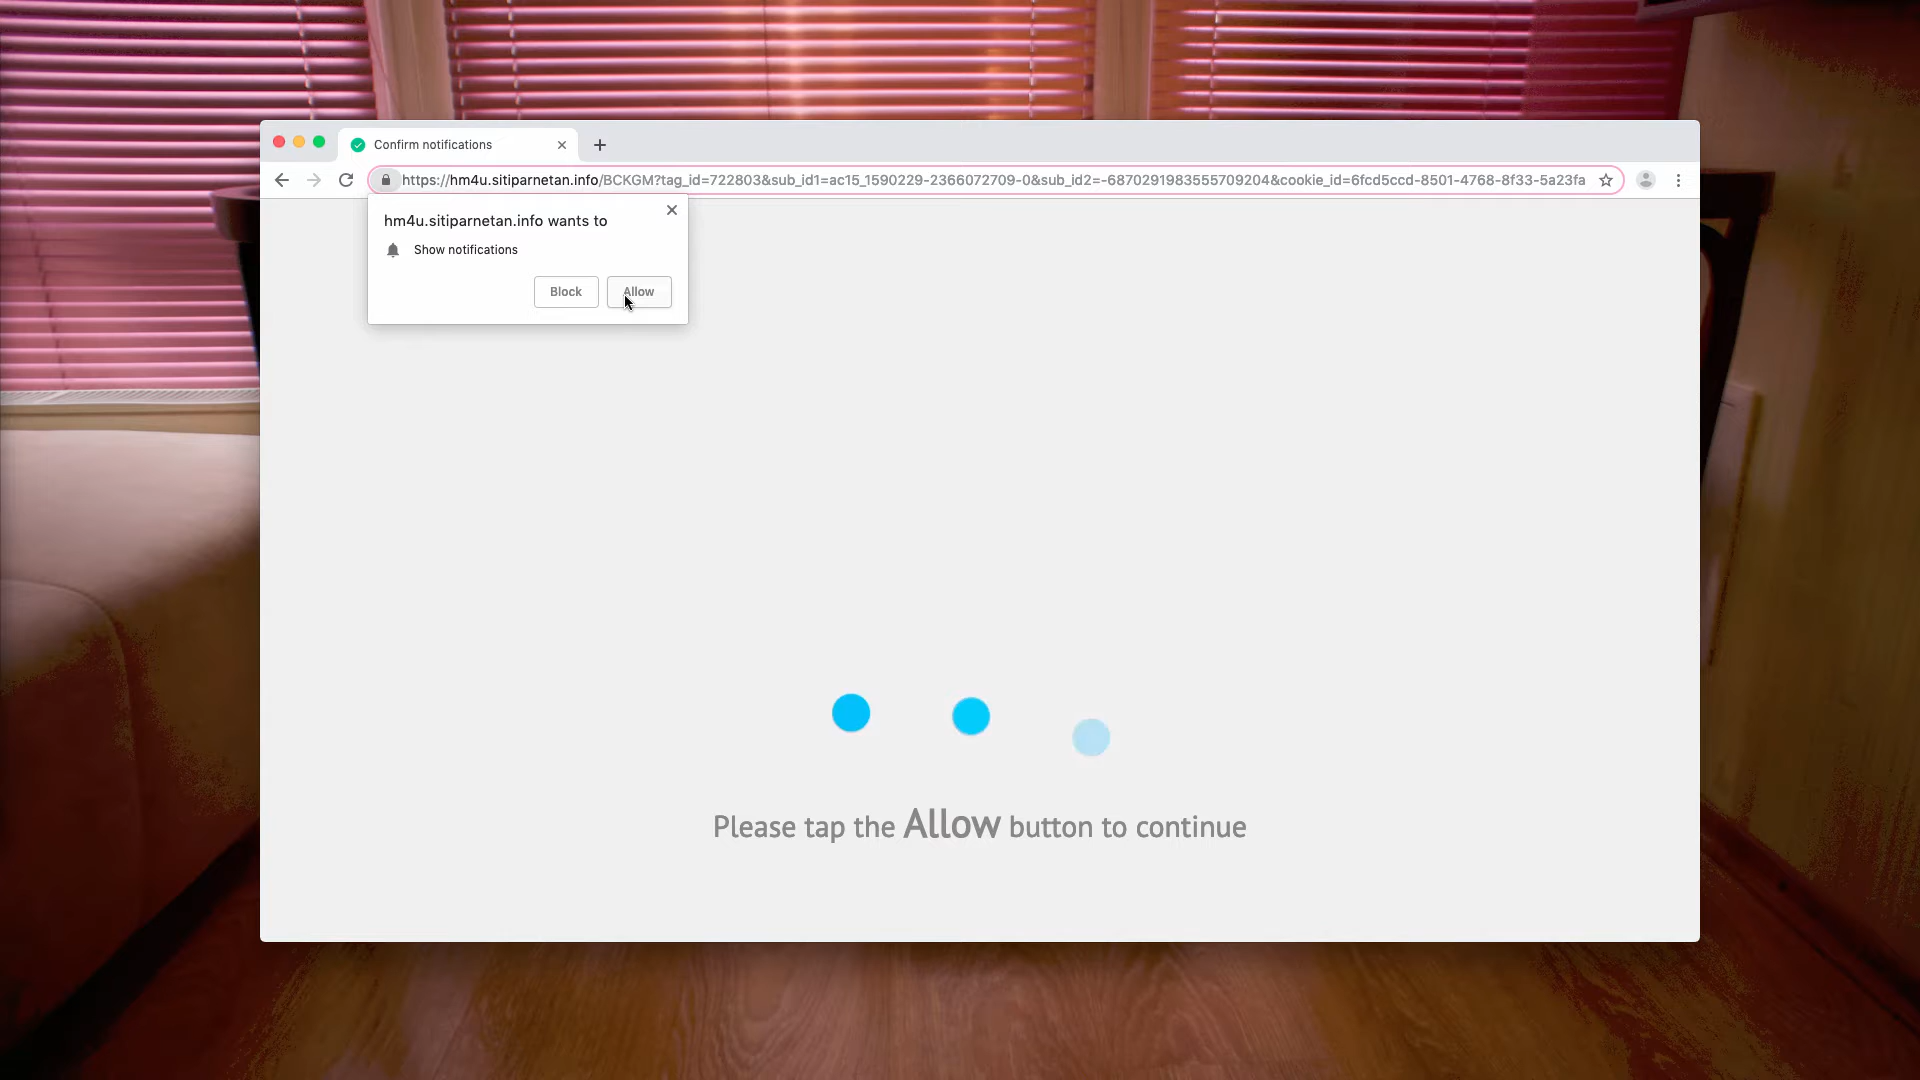 Confirm notifications
https://hm4u.sitiparnetan.info/BCKGM?tag_id=722803&sub_id1=ac15_1590229-2366072709-0&sub_id2=-6870291983555709204&cookie_id=6fcd5ccd-8501-4768-8f33-5a23fa
hm4u.sitiparnetan.info wants to
Show notifications
Block Allow
Please tap the Allow button to continue